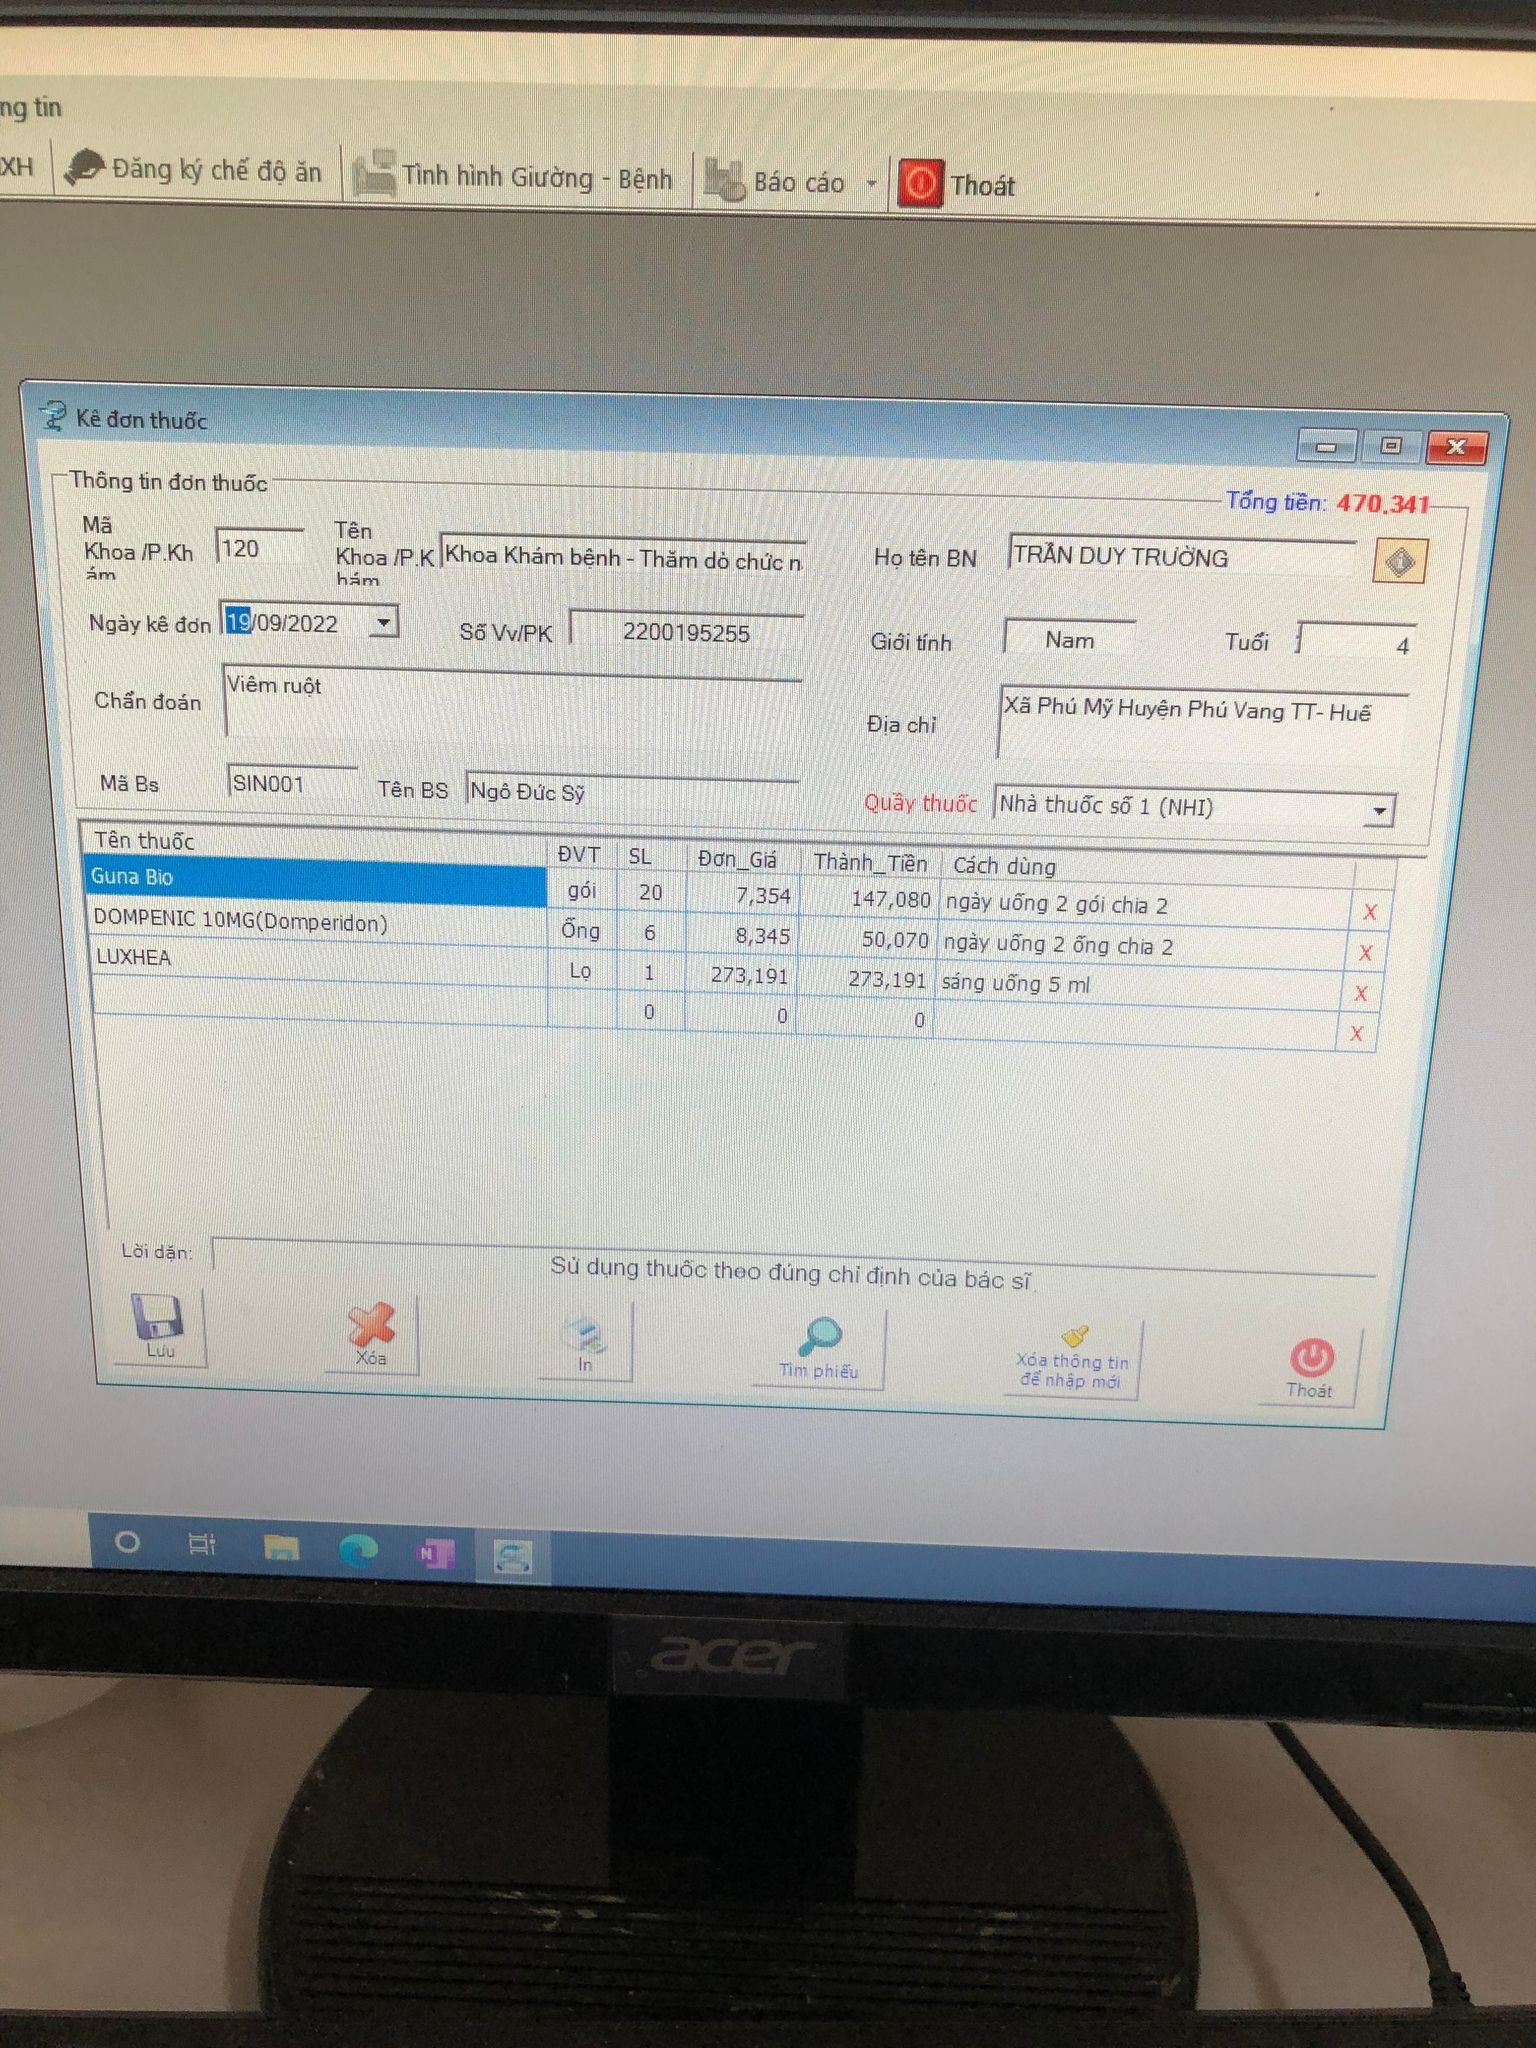 ng tin
XH
Đăng ký chế độ ăn
Tình hình Giường - Bệnh
Báo cáo
Thoát
Kê đơn thuốc
Thông tin đơn thuốc
Tổng tiền: 470.341
Mã Khoa /P.Kh ám
120
Tên Khoa /P.K hám
Khoa Khám bệnh - Thăm dò chức n
Họ tên BN
TRẦN DUY TRƯỜNG
Ngày kê đơn
19/09/2022
Số Vv/PK
2200195255
Giới tính
Nam
Tuổi
4
Chẩn đoán
Viêm ruột
Địa chỉ
Xã Phú Mỹ Huyện Phú Vang TT- Huế
Mã Bs
SIN001
Tên BS
Ngô Đức Sỹ
Quầy thuốc
Nhà thuốc số 1 (NHI)
Tên thuốc ĐVT SL Đơn_Giá Thành_Tiền Cách dùng
Guna Bio gói 20 7,354 147,080 ngày uống 2 gói chia 2 X
DOMPENIC 10MG(Domperidon) Ống 6 8,345 50,070 ngày uống 2 ống chia 2 X
LUXHEA Lọ 1 273,191 273,191 sáng uống 5 ml X
0 0 0 X
Lời dặn:
Sử dụng thuốc theo đúng chỉ định của bác sĩ
Lưu
Xóa
In
Tìm phiếu
Xóa thông tin
để nhập mới
Thoát
N
acer